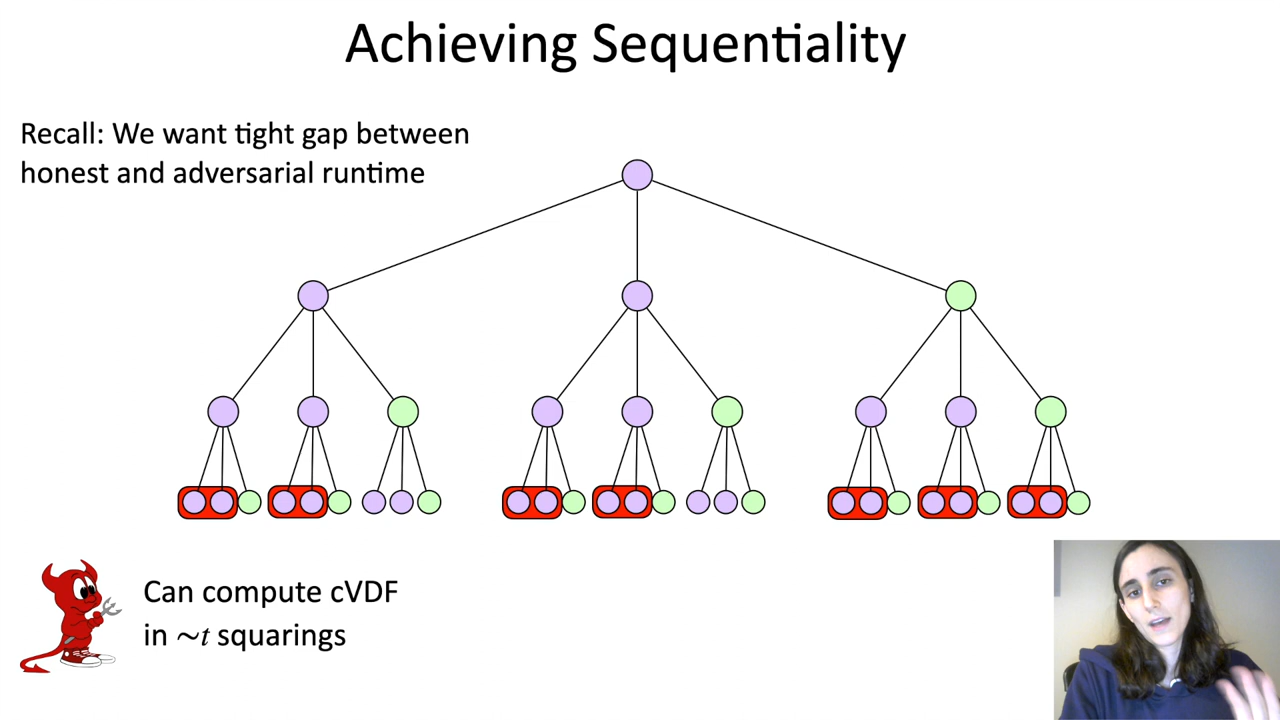 Achieving Sequentiality
Recall: We want tight gap between
honest and adversarial runtime
Can compute cVDF
in ~t squarings